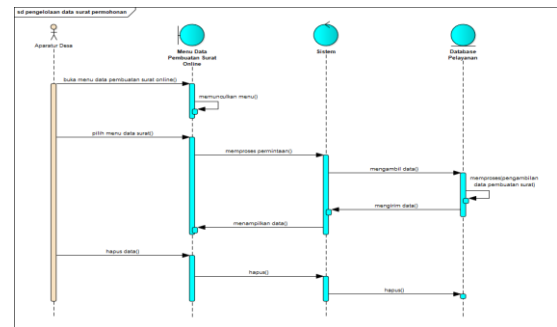 sd pengelolaan data surat permohonan
Aparatur Desa
Menu Data
Pembuatan Surat
Online
Sistem
Database
Pelayanan
buka menu data pembuatan surat online()
memunculkan menu()
pilih menu data surat()
memproses permintaan()
mengambil data()
memproses(pengambilan
data pembuatan surat)
mengirim data()
menampilkan data()
hapus data()
hapus()
hapus()